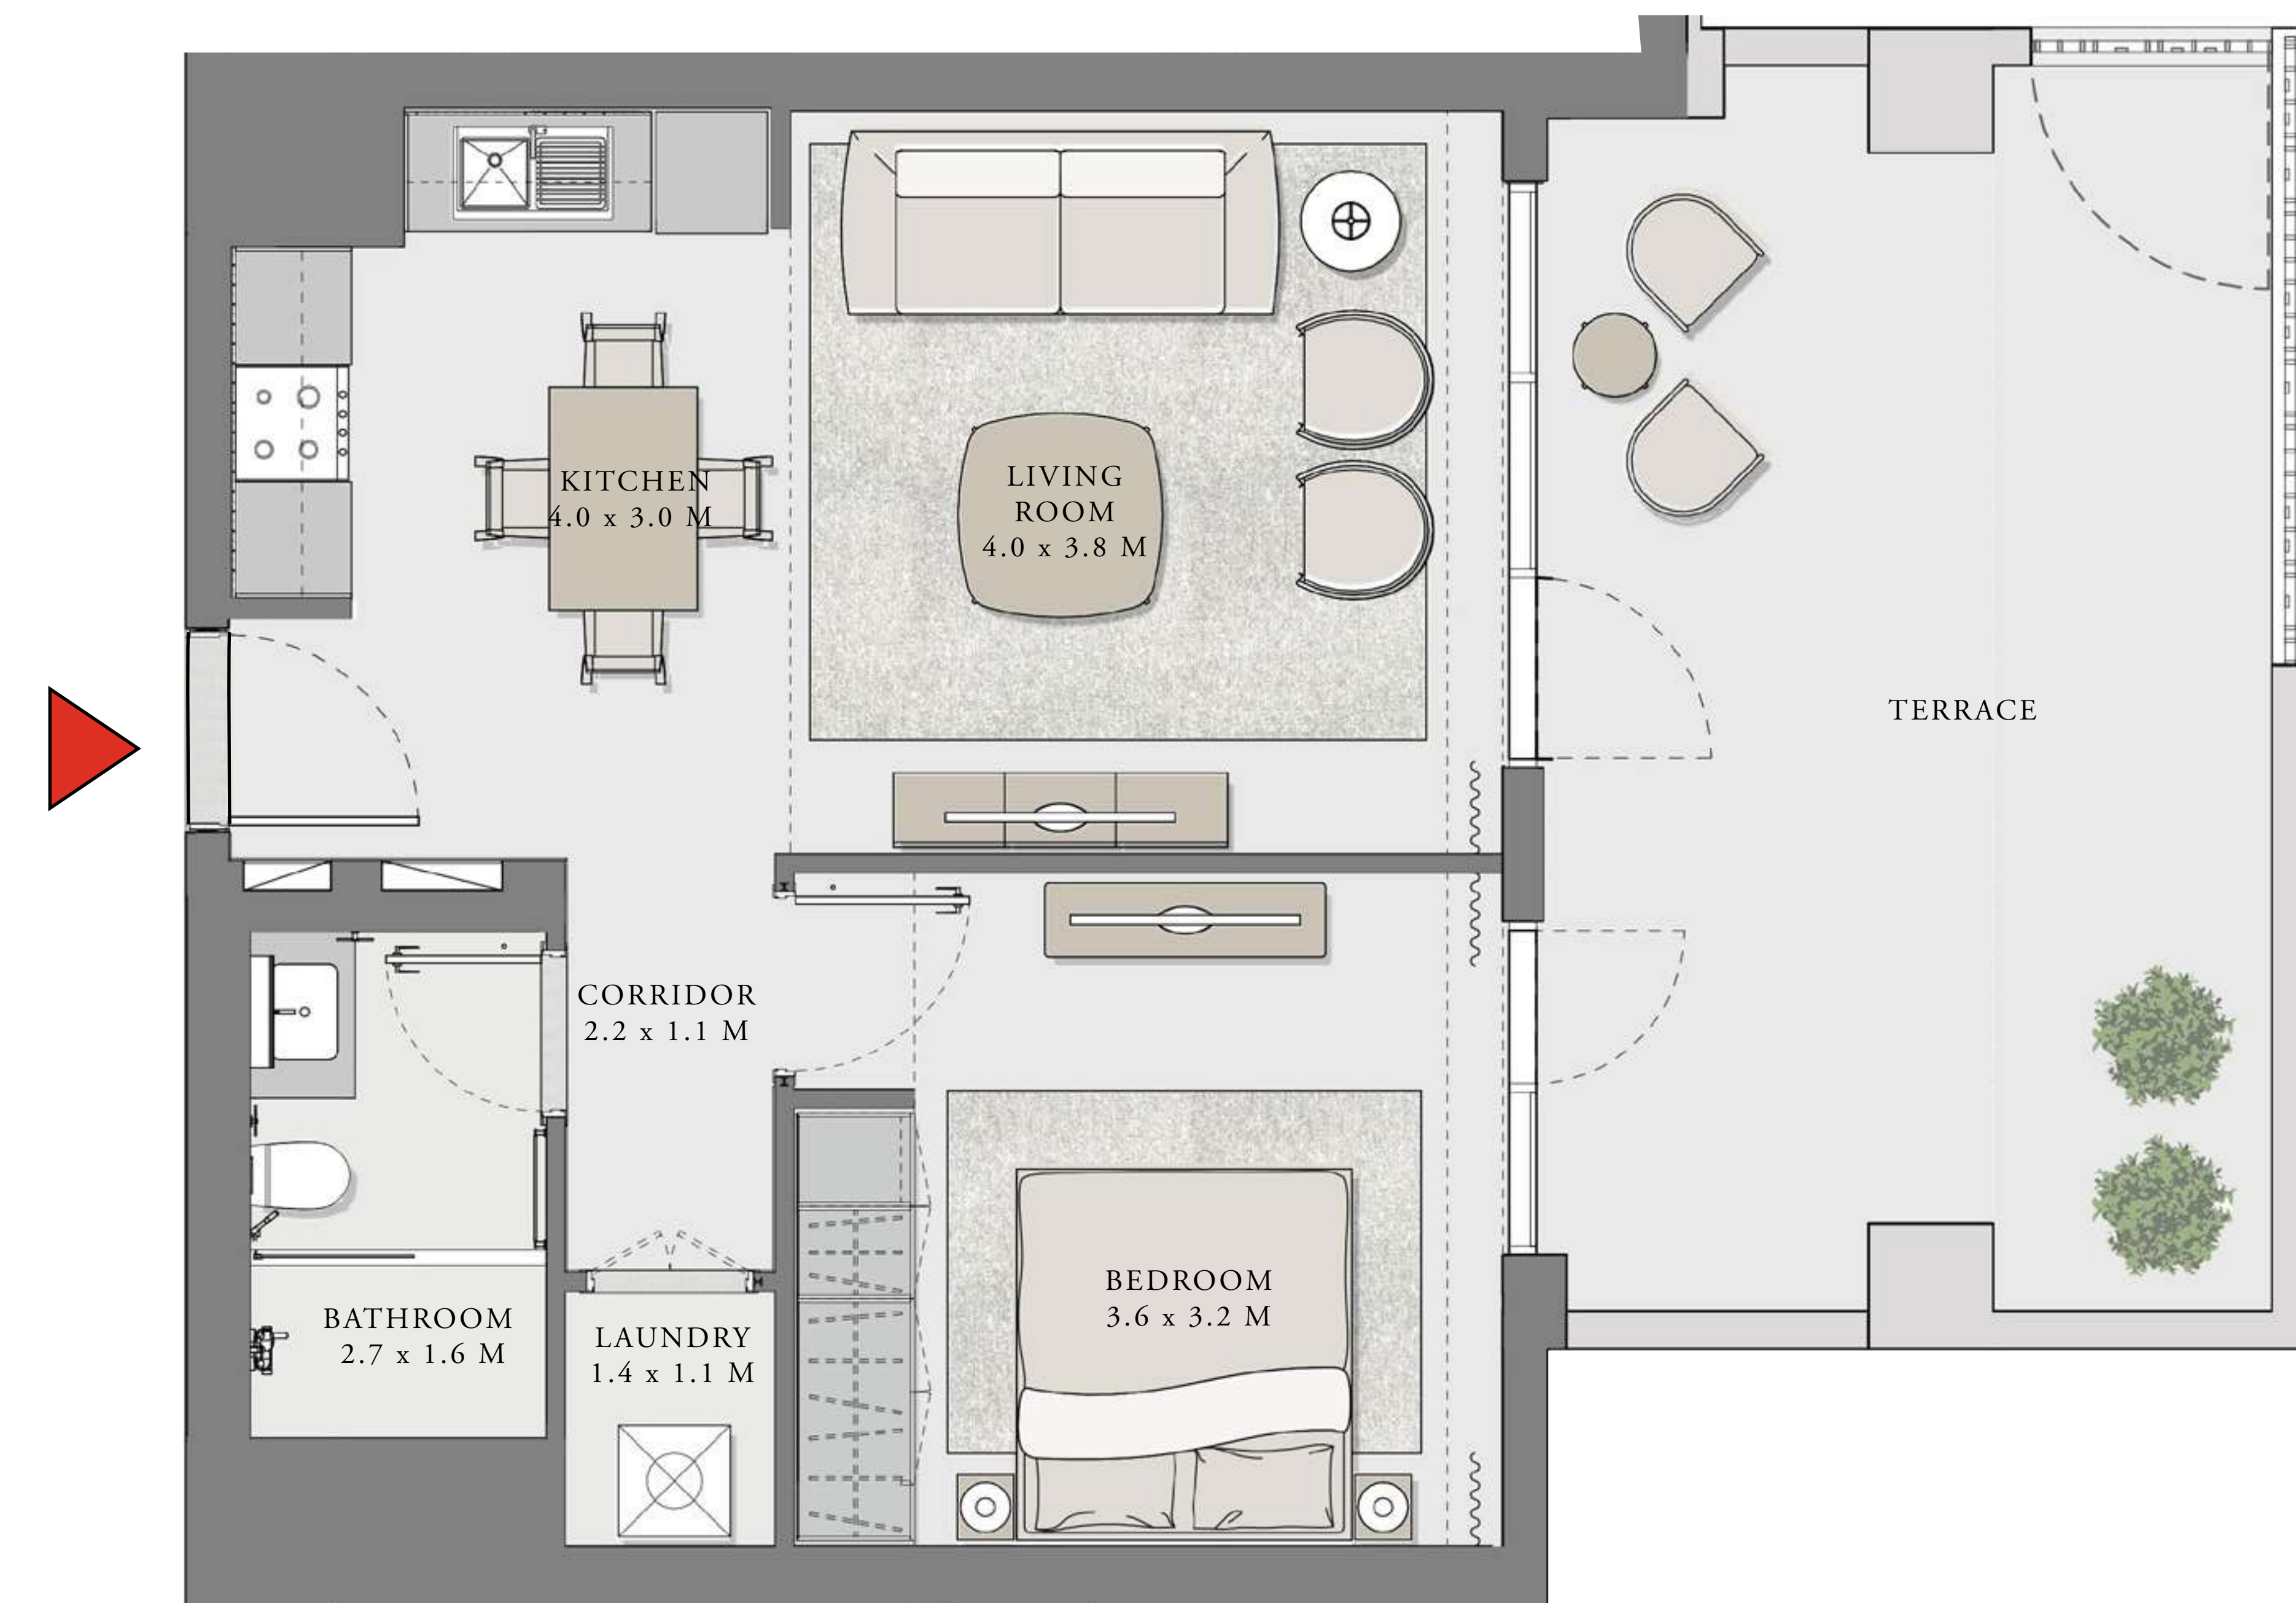 KITCHEN
4.0 x 3.0 M
LIVING
ROOM
4.0 x 3.8 M
TERRACE
CORRIDOR
2.2 x 1.1 M
BATHROOM
2.7 x 1.6 M
LAUNDRY
1.4 x 1.1 M
BEDROOM
3.6 x 3.2 M